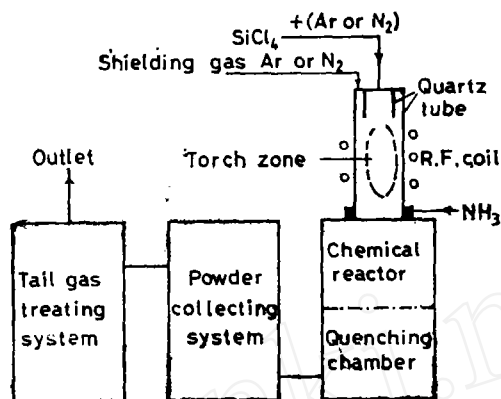 +(Ar or N₂)
SiCl₄
Shielding gas Ar or N₂
Quartz
tube
Outlet
Torch zone
R.F. coil
NH₃
Tail gas
treating
system
Powder
collecting
system
Chemical
reactor
Quenching
chamber